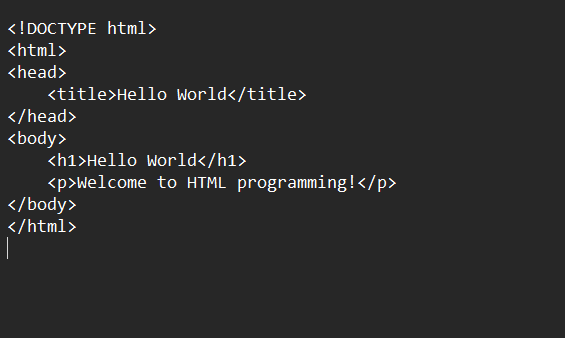 <!DOCTYPE html>
<html>
<head>
    <title>Hello World</title>
</head>
<body>
    <h1>Hello World</h1>
    <p>Welcome to HTML programming!</p>
</body>
</html>